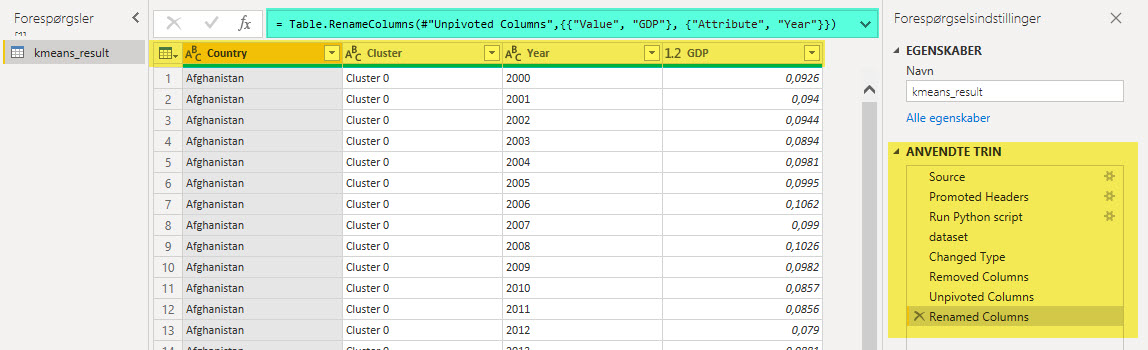 Forespørgsler
[1]
kmeans_result
fx
= Table.RenameColumns(#"Unpivoted Columns",{{"Value", "GDP"}, {"Attribute", "Year"}})
ABC Country ABC Cluster ABC Year 1.2 GDP
1 Afghanistan Cluster 0 2000 0,0926
2 Afghanistan Cluster 0 2001 0,094
3 Afghanistan Cluster 0 2002 0,0944
4 Afghanistan Cluster 0 2003 0,0894
5 Afghanistan Cluster 0 2004 0,0981
6 Afghanistan Cluster 0 2005 0,0995
7 Afghanistan Cluster 0 2006 0,1062
8 Afghanistan Cluster 0 2007 0,099
9 Afghanistan Cluster 0 2008 0,1026
10 Afghanistan Cluster 0 2009 0,0982
11 Afghanistan Cluster 0 2010 0,0857
12 Afghanistan Cluster 0 2011 0,0856
13 Afghanistan Cluster 0 2012 0,079
Forespørgselsindstillinger
EGENSKABER
Navn
kmeans_result
Alle egenskaber
ANVENDTE TRIN
Source
Promoted Headers
Run Python script
dataset
Changed Type
Removed Columns
Unpivoted Columns
Renamed Columns